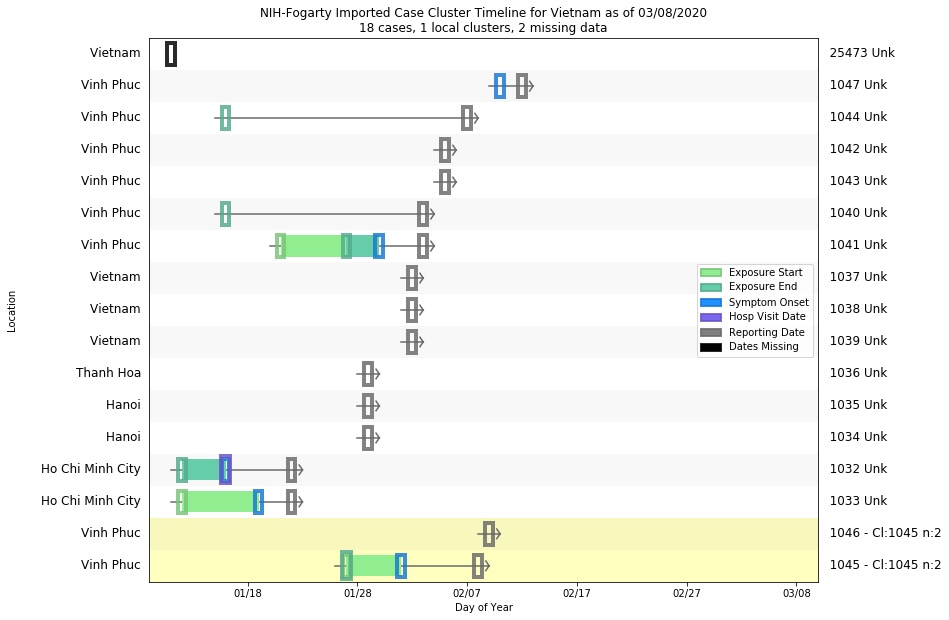 NIH-Fogarty Imported Case Cluster Timeline for Vietnam as of 03/08/2020
18 cases, 1 local clusters, 2 missing data
Vietnam 25473 Unk
Vinh Phuc 1047 Unk
Vinh Phuc 1044 Unk
Vinh Phuc 1042 Unk
Vinh Phuc 1043 Unk
Vinh Phuc 1040 Unk
Vinh Phuc 1041 Unk
Vietnam 1037 Unk
Vietnam 1038 Unk
Vietnam 1039 Unk
Thanh Hoa 1036 Unk
Hanoi 1035 Unk
Hanoi 1034 Unk
Ho Chi Minh City 1032 Unk
Ho Chi Minh City 1033 Unk
Vinh Phuc 1046 - Cl:1045 n:2
Vinh Phuc 1045 - Cl:1045 n:2
Exposure Start
Exposure End
Symptom Onset
Hosp Visit Date
Reporting Date
Dates Missing
Location
01/18 01/28 02/07 02/17 02/27 03/08
Day of Year